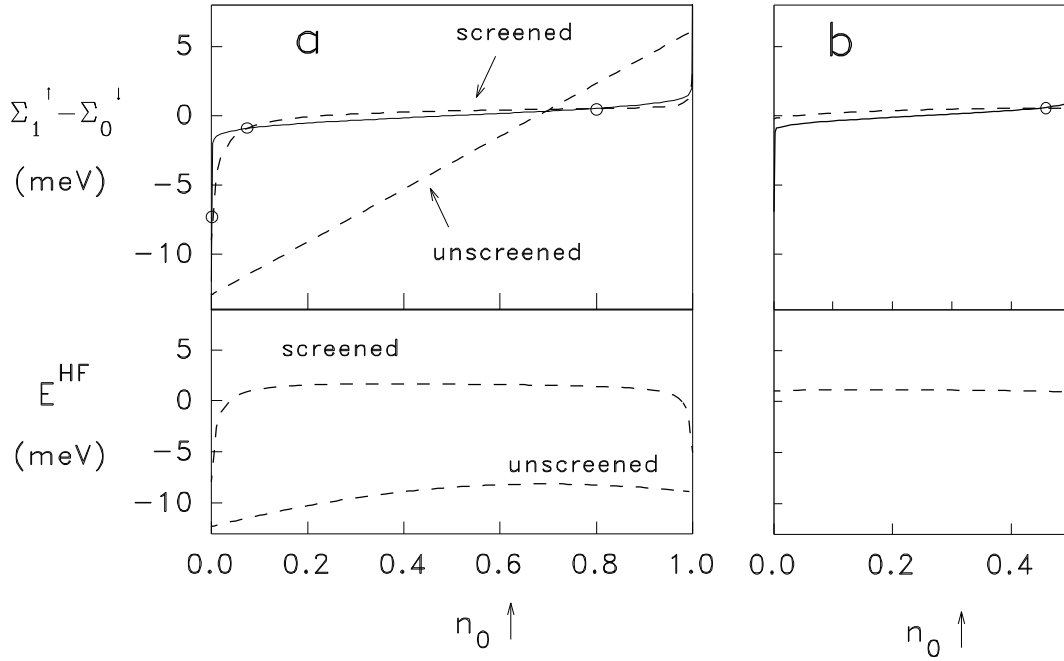 a
b
screened
5
Σ₁↑−Σ₀↓
0
(meV)
−5
unscreened
−10
screened
5
E^HF
0
(meV)
−5
unscreened
−10
0.0 0.2 0.4 0.6 0.8 1.0
0.0 0.2 0.4
n₀ ↑
n₀ ↑